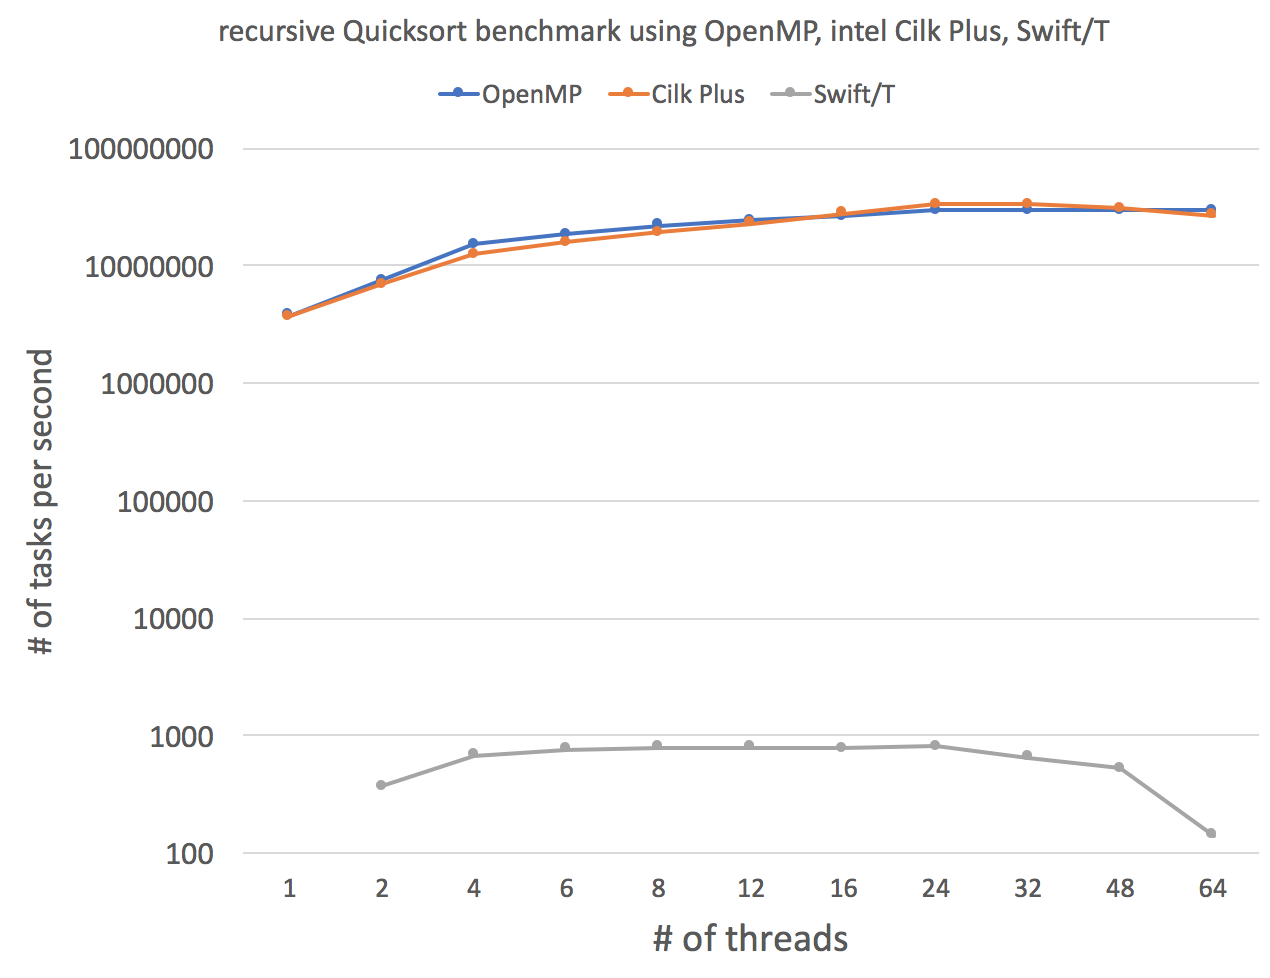 recursive Quicksort benchmark using OpenMP, intel Cilk Plus, Swift/T
OpenMP Cilk Plus Swift/T
100000000
10000000
1000000
100000
10000
1000
100
# of tasks per second
1 2 4 6 8 12 16 24 32 48 64
# of threads